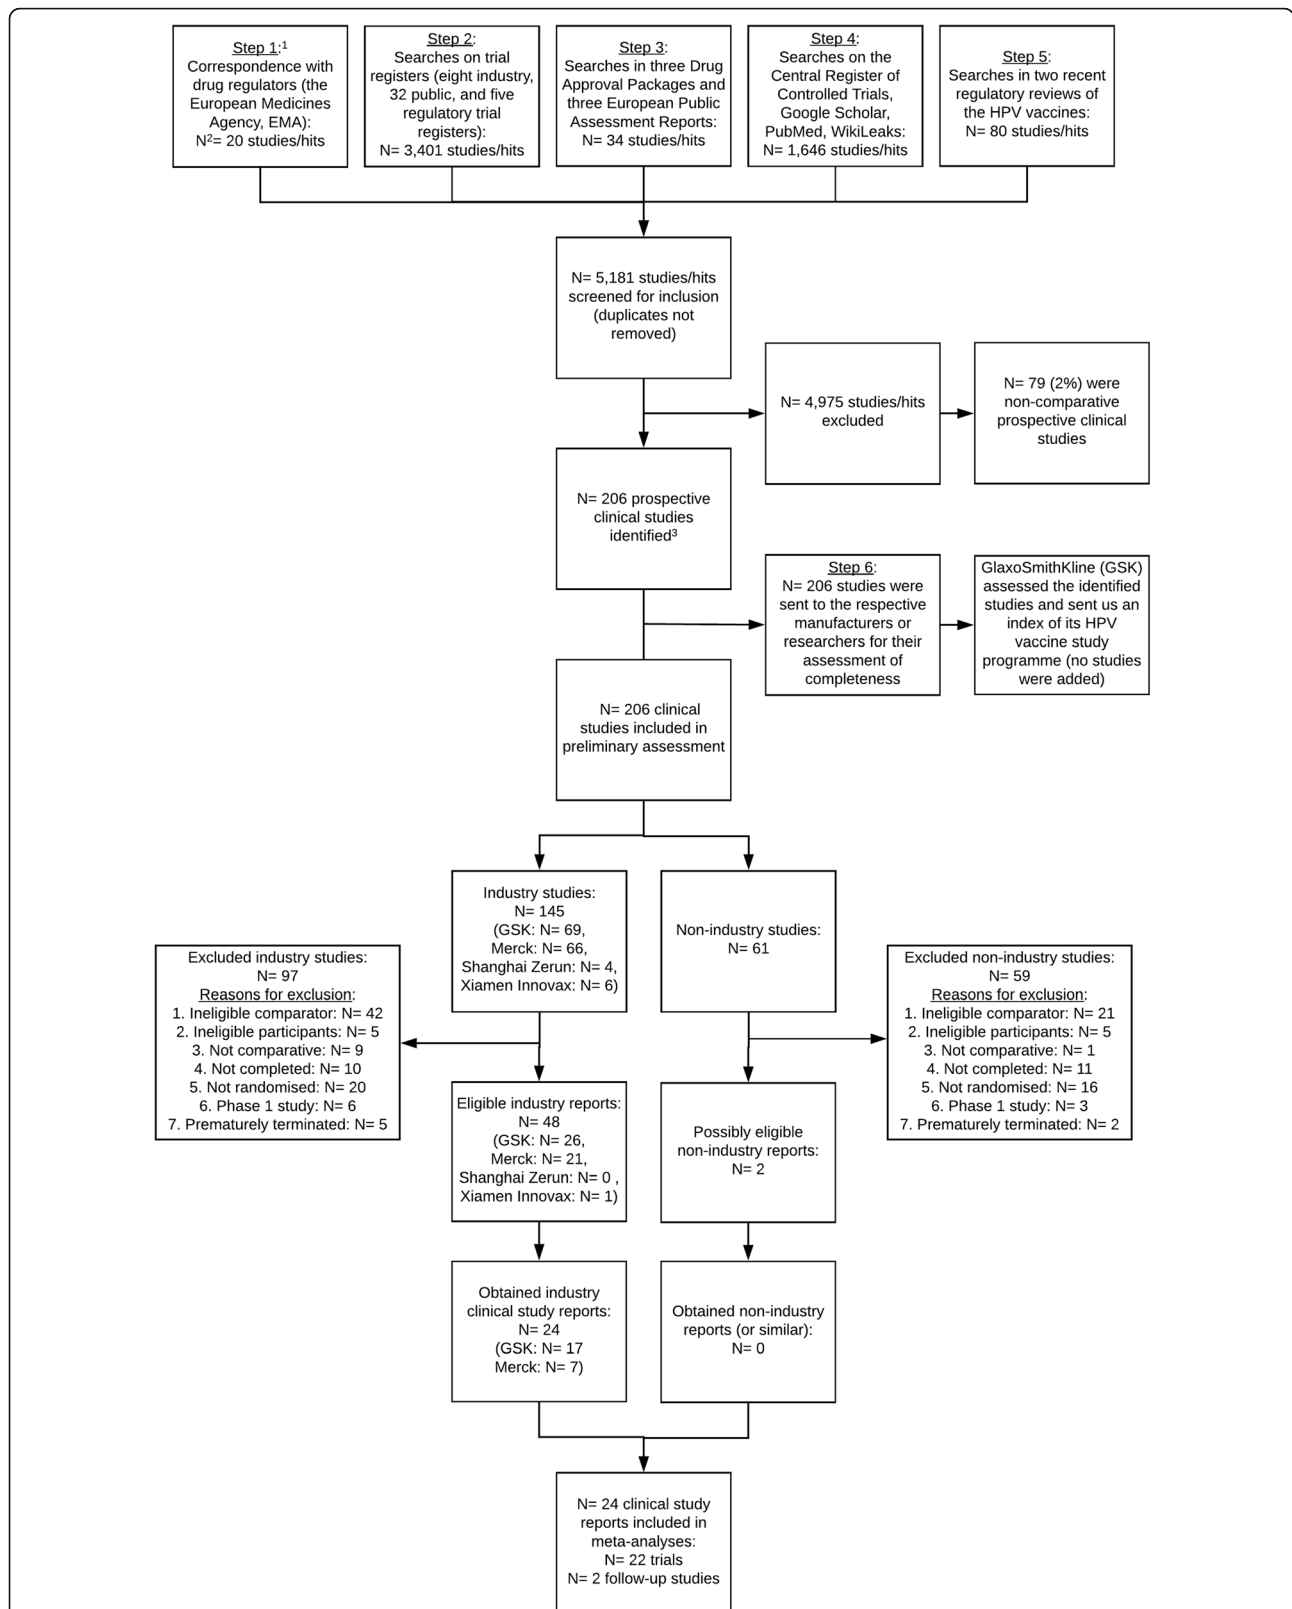 Step 1:¹
Correspondence with
drug regulators (the
European Medicines
Agency, EMA):
N²= 20 studies/hits
Step 2:
Searches on trial
registers (eight industry,
32 public, and five
regulatory trial
registers):
N= 3,401 studies/hits
Step 3:
Searches in three Drug
Approval Packages and
three European Public
Assessment Reports:
N= 34 studies/hits
Step 4:
Searches on the
Central Register of
Controlled Trials,
Google Scholar,
PubMed, WikiLeaks:
N= 1,646 studies/hits
Step 5:
Searches in two recent
regulatory reviews of
the HPV vaccines:
N= 80 studies/hits
N= 5,181 studies/hits
screened for inclusion
(duplicates not
removed)
N= 4,975 studies/hits
excluded
N= 79 (2%) were
non-comparative
prospective clinical
studies
N= 206 prospective
clinical studies
identified³
Step 6:
N= 206 studies were
sent to the respective
manufacturers or
researchers for their
assessment of
completeness
GlaxoSmithKline (GSK)
assessed the identified
studies and sent us an
index of its HPV
vaccine study
programme (no studies
were added)
N= 206 clinical
studies included in
preliminary assessment
Industry studies:
N= 145
(GSK: N= 69,
Merck: N= 66,
Shanghai Zerun: N= 4,
Xiamen Innovax: N= 6)
Non-industry studies:
N= 61
Excluded industry studies:
N= 97
Reasons for exclusion:
1. Ineligible comparator: N= 42
2. Ineligible participants: N= 5
3. Not comparative: N= 9
4. Not completed: N= 10
5. Not randomised: N= 20
6. Phase 1 study: N= 6
7. Prematurely terminated: N= 5
Excluded non-industry studies:
N= 59
Reasons for exclusion:
1. Ineligible comparator: N= 21
2. Ineligible participants: N= 5
3. Not comparative: N= 1
4. Not completed: N= 11
5. Not randomised: N= 16
6. Phase 1 study: N= 3
7. Prematurely terminated: N= 2
Eligible industry reports:
N= 48
(GSK: N= 26,
Merck: N= 21,
Shanghai Zerun: N= 0 ,
Xiamen Innovax: N= 1)
Possibly eligible
non-industry reports:
N= 2
Obtained industry
clinical study reports:
N= 24
(GSK: N= 17
Merck: N= 7)
Obtained non-industry
reports (or similar):
N= 0
N= 24 clinical study
reports included in
meta-analyses:
N= 22 trials
N= 2 follow-up studies